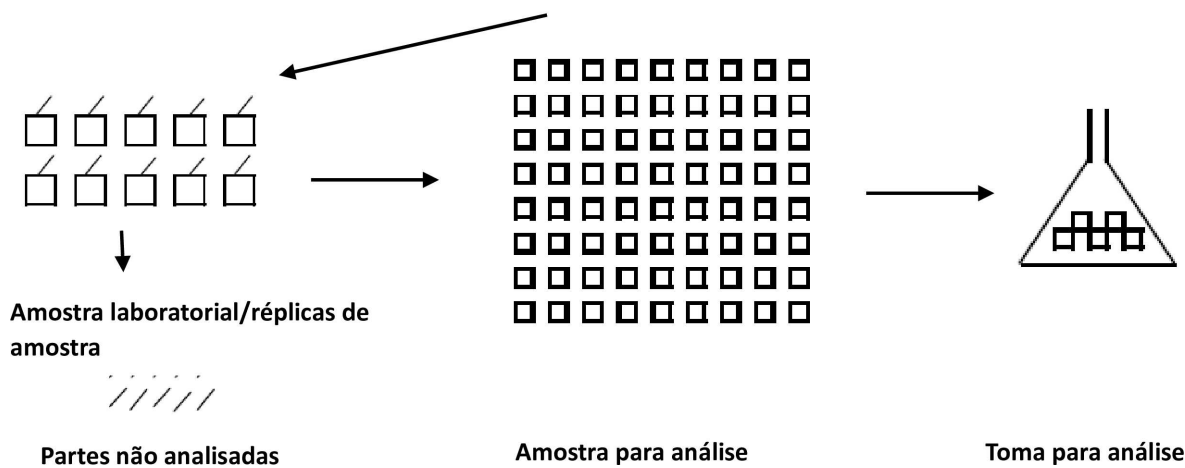 Amostra laboratorial/réplicas de
amostra
Partes não analisadas
Amostra para análise
Toma para análise